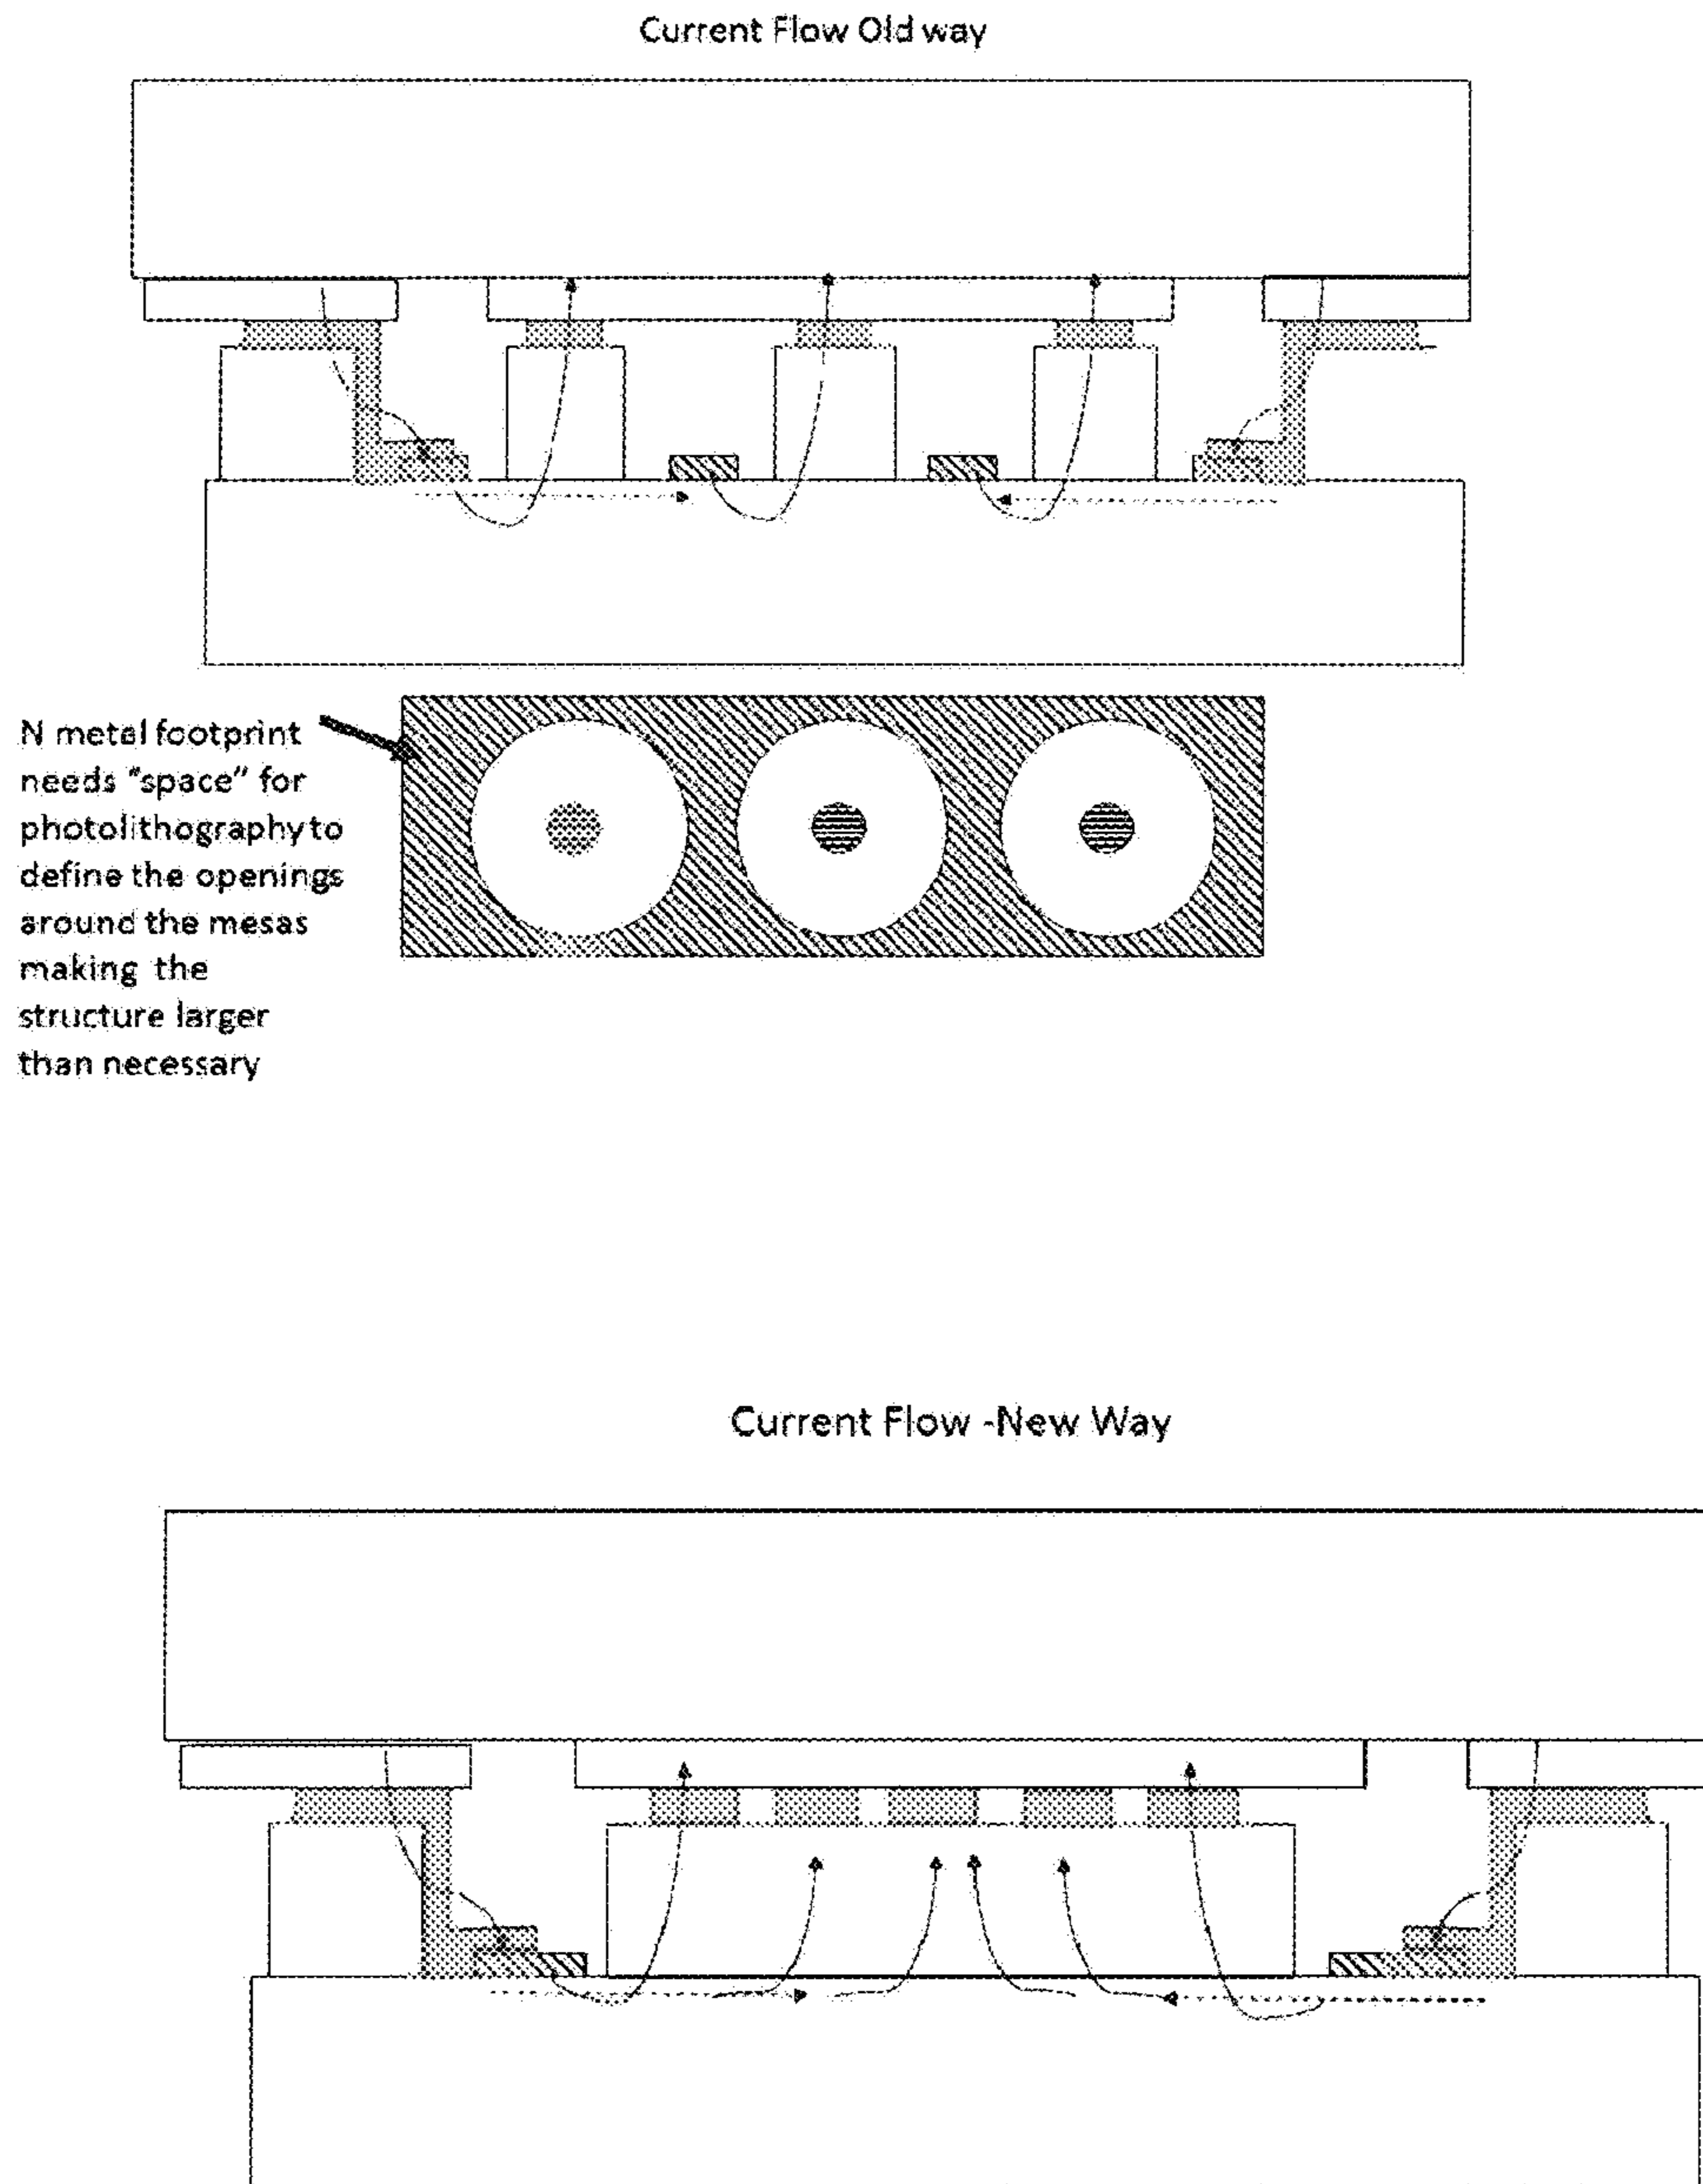 Current Flow Old way
N metal footprint
needs "space" for
photolithography to
define the openings
around the mesas
making the
structure larger
than necessary
Current Flow -New Way